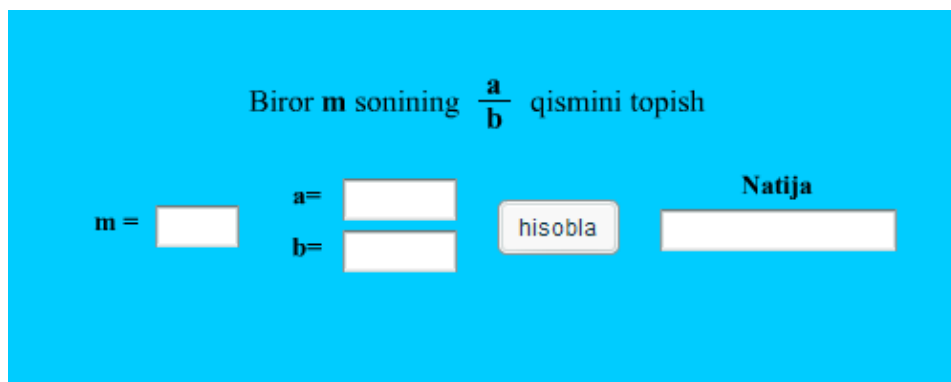 Biror m sonining a/b qismini topish
Natija
a=
m =
hisobla
b=